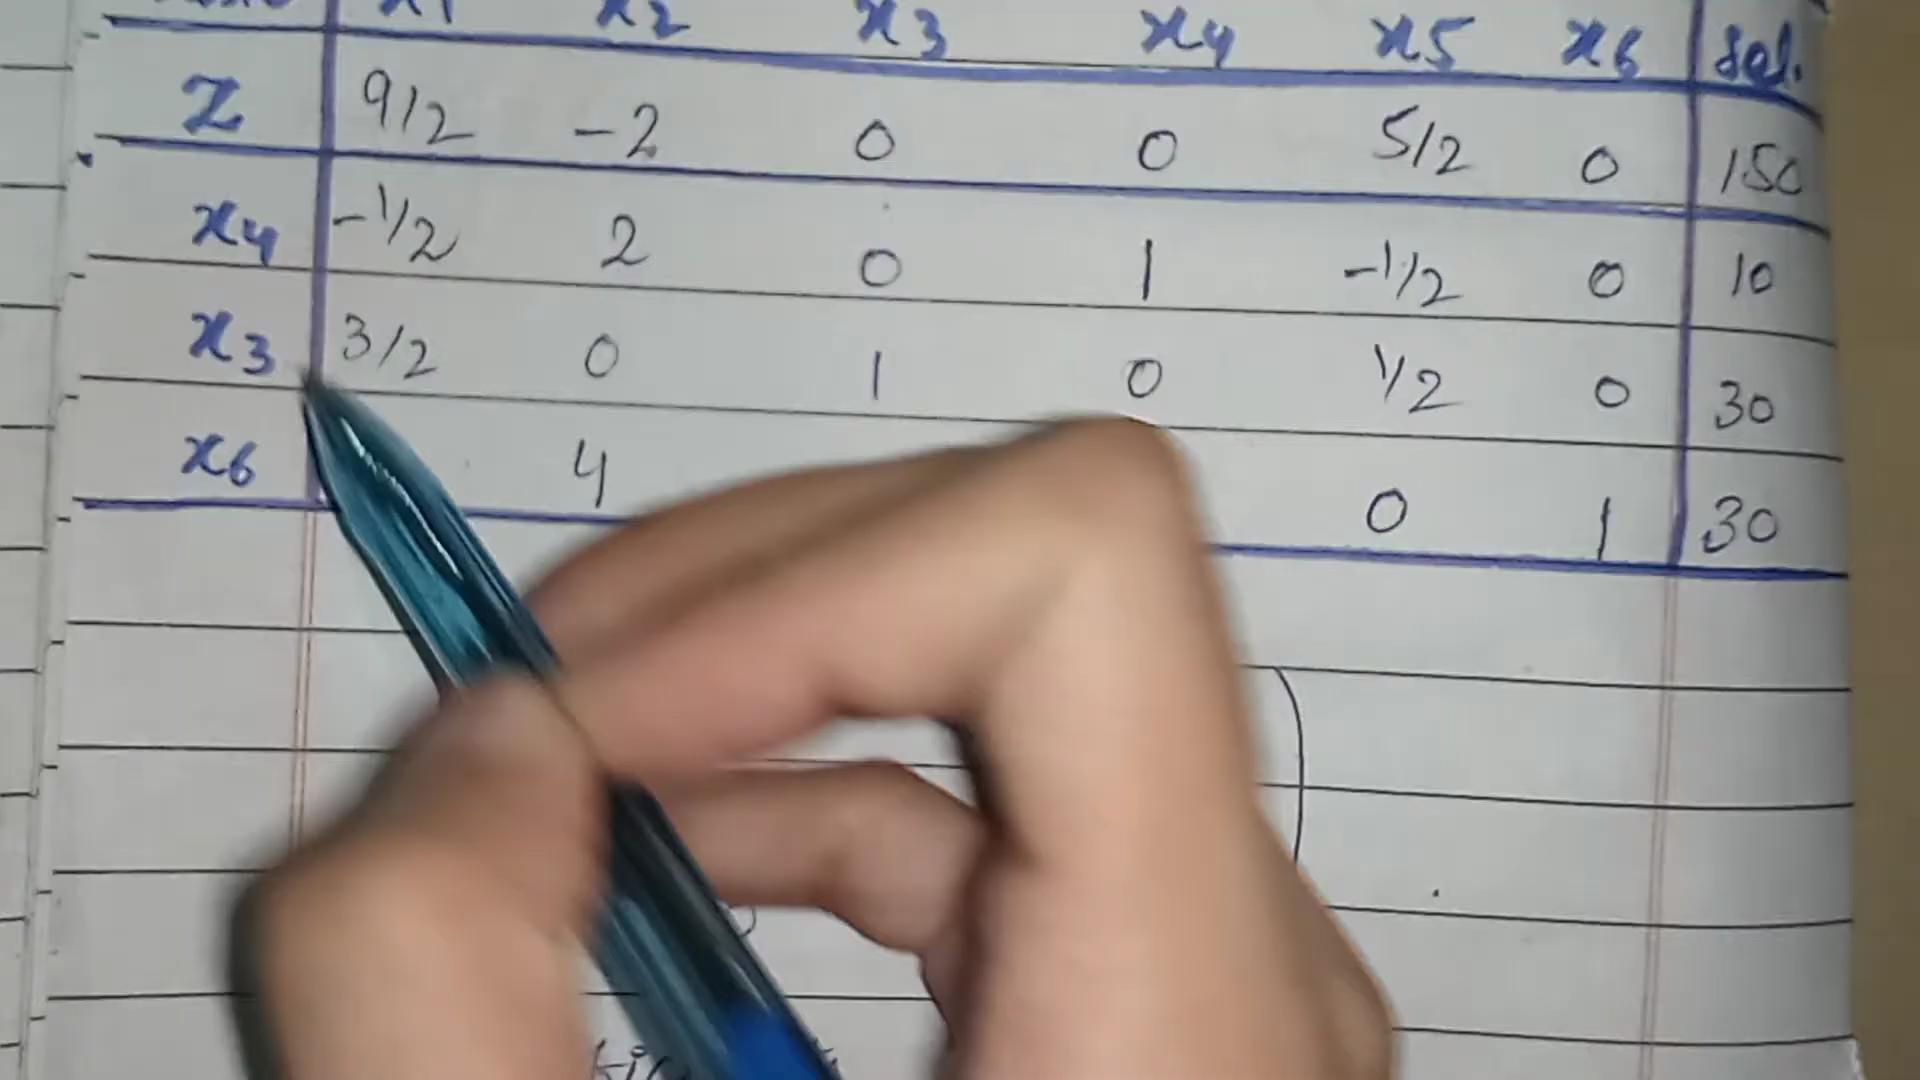 x1 x2 x3 x4 x5 x6 sol.
Z 9/2 -2 0 0 5/2 0 150
x4 -1/2 2 0 1 -1/2 0 10
x3 3/2 0 1 0 1/2 0 30
x6 4 0 1 30